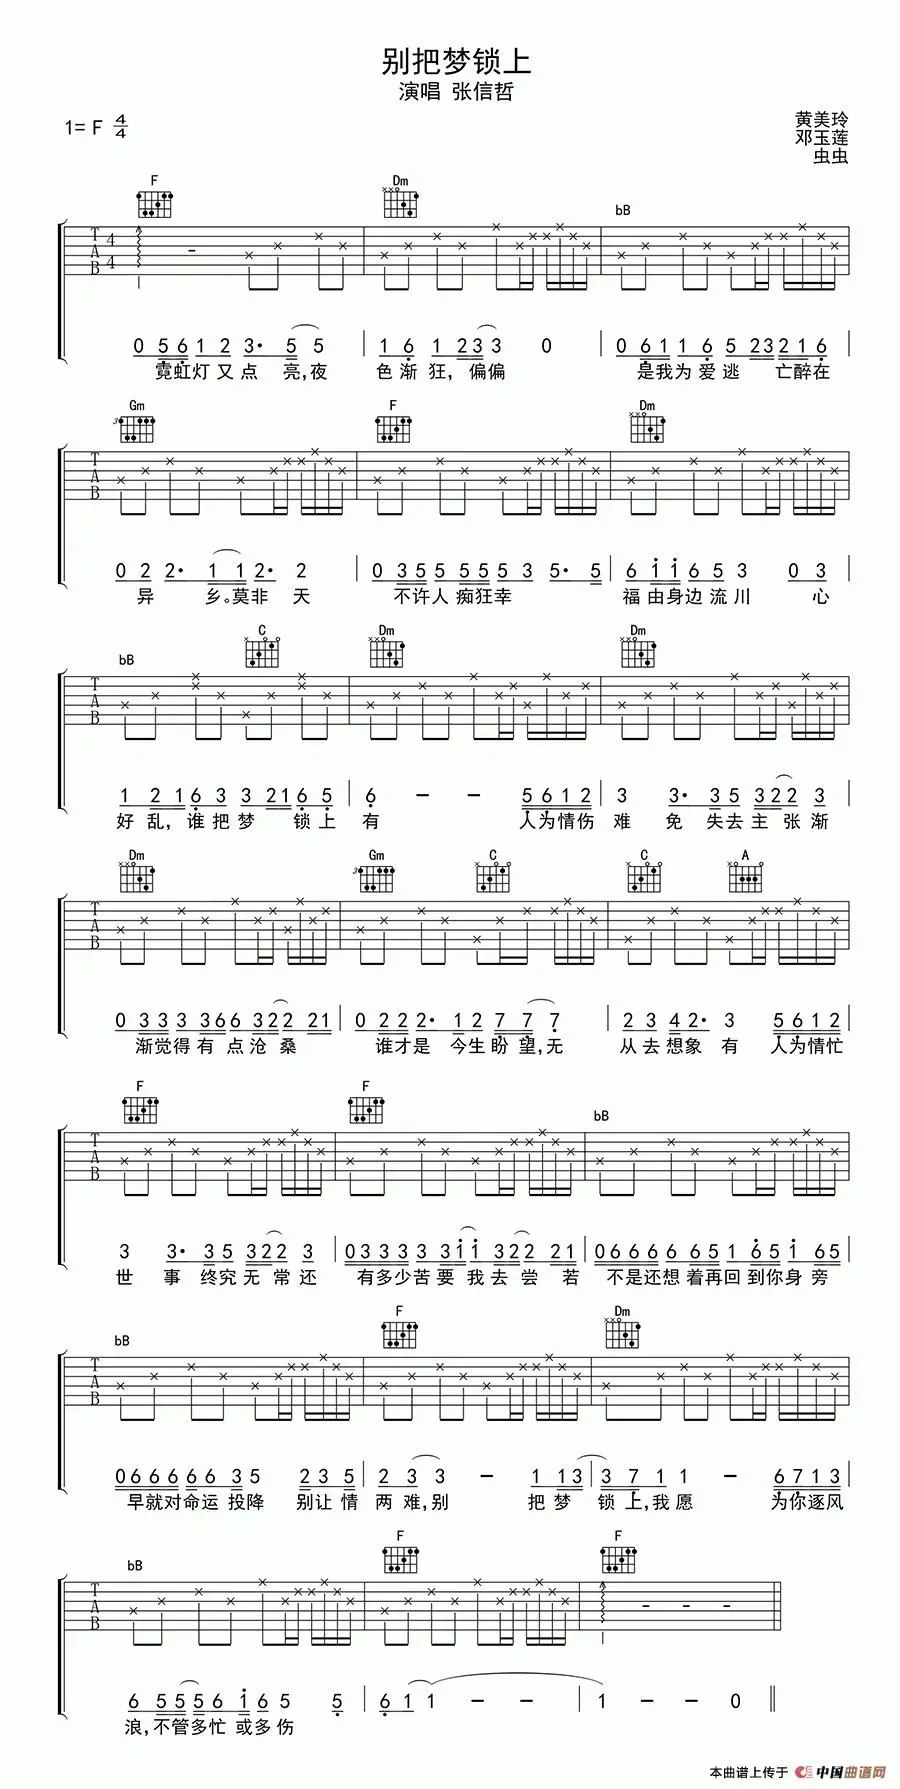 别把梦锁上
演唱 张信哲
1= F 4/4
黄美玲
邓玉莲
虫虫
F Dm bB
T A B 4 4
0 5 6 1 2 3• 5 5 | 1 6 1 2 3 3 0 | 0 6 1 1 6 5 2 3 2 1 6
霓虹灯又点 亮,夜 色渐狂, 偏偏 是我为爱逃 亡醉在
Gm F Dm
3 3
T A B
0 2 2• 1 1 2• 2 | 0 3 5 5 5 5 5 3 5• 5 | 6 1 1 6 5 3 0 3
异 乡。莫非 天 不许人 痴狂幸 福由身边流川 心
bB C Dm Dm
T A B
1 2 1 6 3 3 2 1 6 5 | 6 - - 5 6 1 2 | 3 3• 3 5 3 2 2 3
好乱,谁把梦 锁上 有 人为情伤 难 免 失去主张渐
Dm Gm C C A
3
T A B
0 3 3 3 3 6 6 3 2 2 2 1 | 0 2 2 2• 1 2 7 7 7 | 2 3 4 2• 3 5 6 1 2
渐觉得有点沧桑 谁才是 今生盼望,无 从去想象 有 人为情忙
F F bB
T A B
3 3• 3 5 3 2 2 3 | 0 3 3 3 3 1 1 3 2 2 2 1 | 0 6 6 6 6 6 5 1 6 5 1 6 5
世 事 终究无常还 有多少苦要我去尝 若 不是还想着再回到你身旁
bB F Dm
T A B
0 6 6 6 6 6 3 5 2 3 5 | 2 3 3 - 1 1 3 | 3 7 1 1 - 6 7 1 3
早就对命运投降 别让情 两难,别 把梦 锁上,我愿 为你逐风
bB F F
T A B - - -
6 5 5 5 6 1 6 5 5 | 6 1 1 - - - | 1 - - 0 ‖
浪,不管多忙 或多伤
本曲谱上传于 中国曲谱网